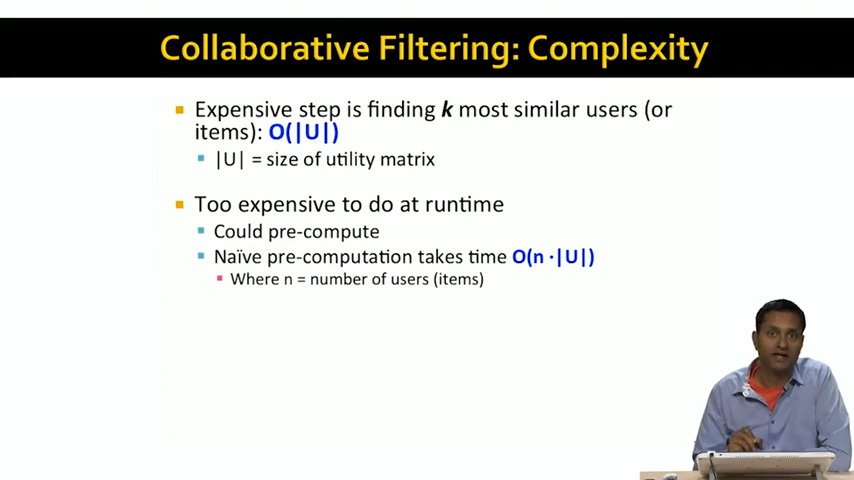 Collaborative Filtering: Complexity
Expensive step is finding k most similar users (or
items): O(|U|)
|U| = size of utility matrix
Too expensive to do at runtime
Could pre-compute
Naïve pre-computation takes time O(n ·|U|)
Where n = number of users (items)